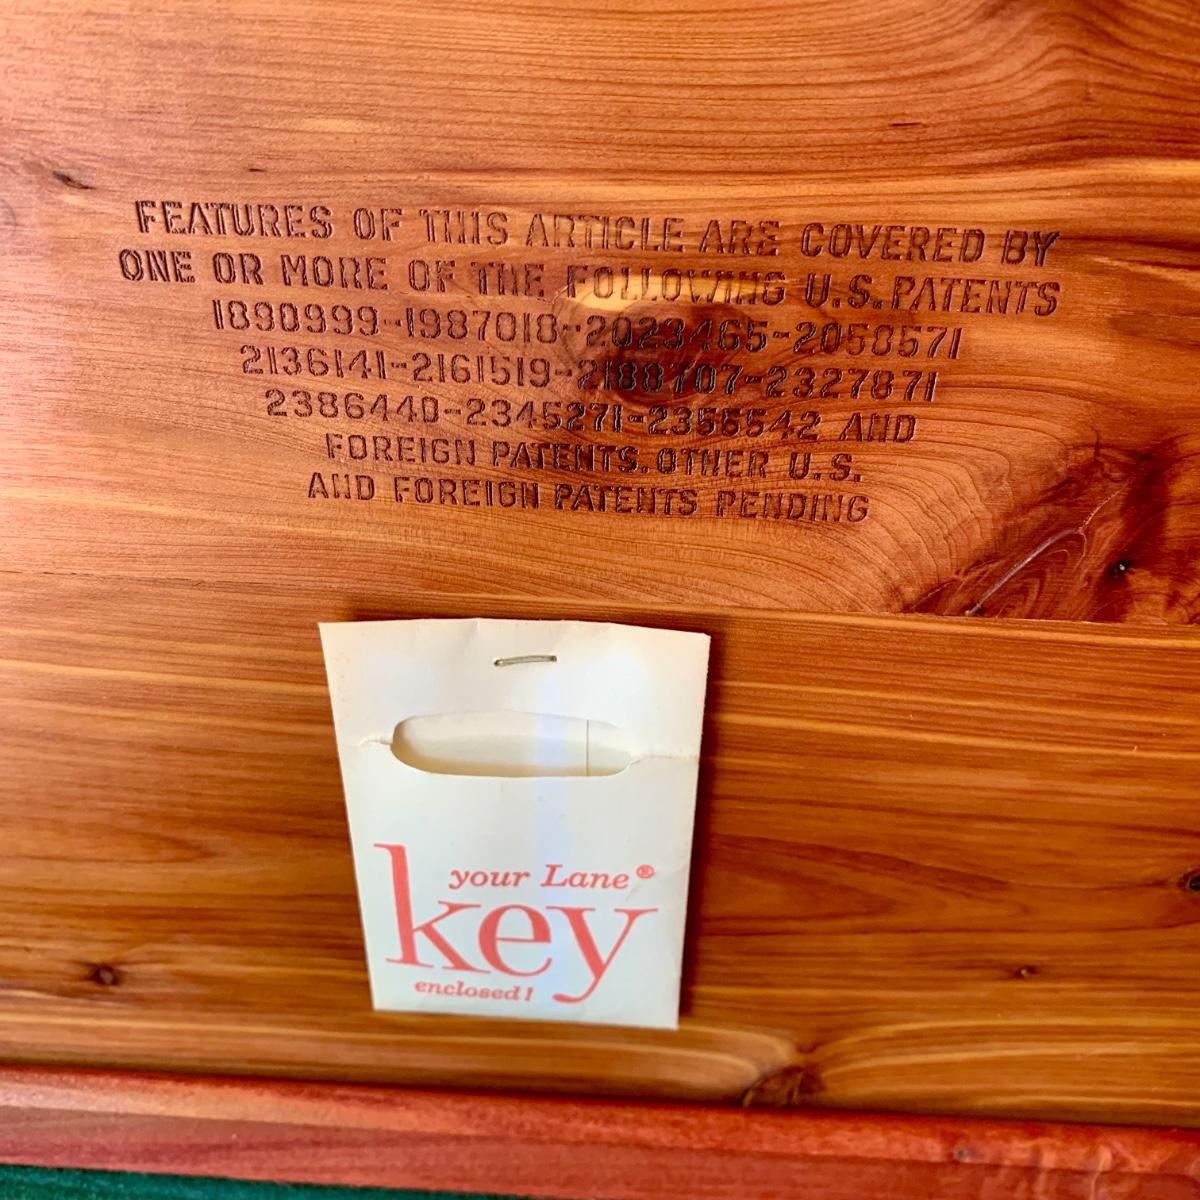 FEATURES OF THIS ARTICLE ARE COVERED BY
ONE OR MORE OF THE FOLLOWING U.S. PATENTS
1890999-1987018-2023465-2058571
2136141-2161519-2188707-2327871
2386440-2345271-2356542 AND
FOREIGN PATENTS. OTHER U.S.
AND FOREIGN PATENTS PENDING
your Lane®
key
enclosed!